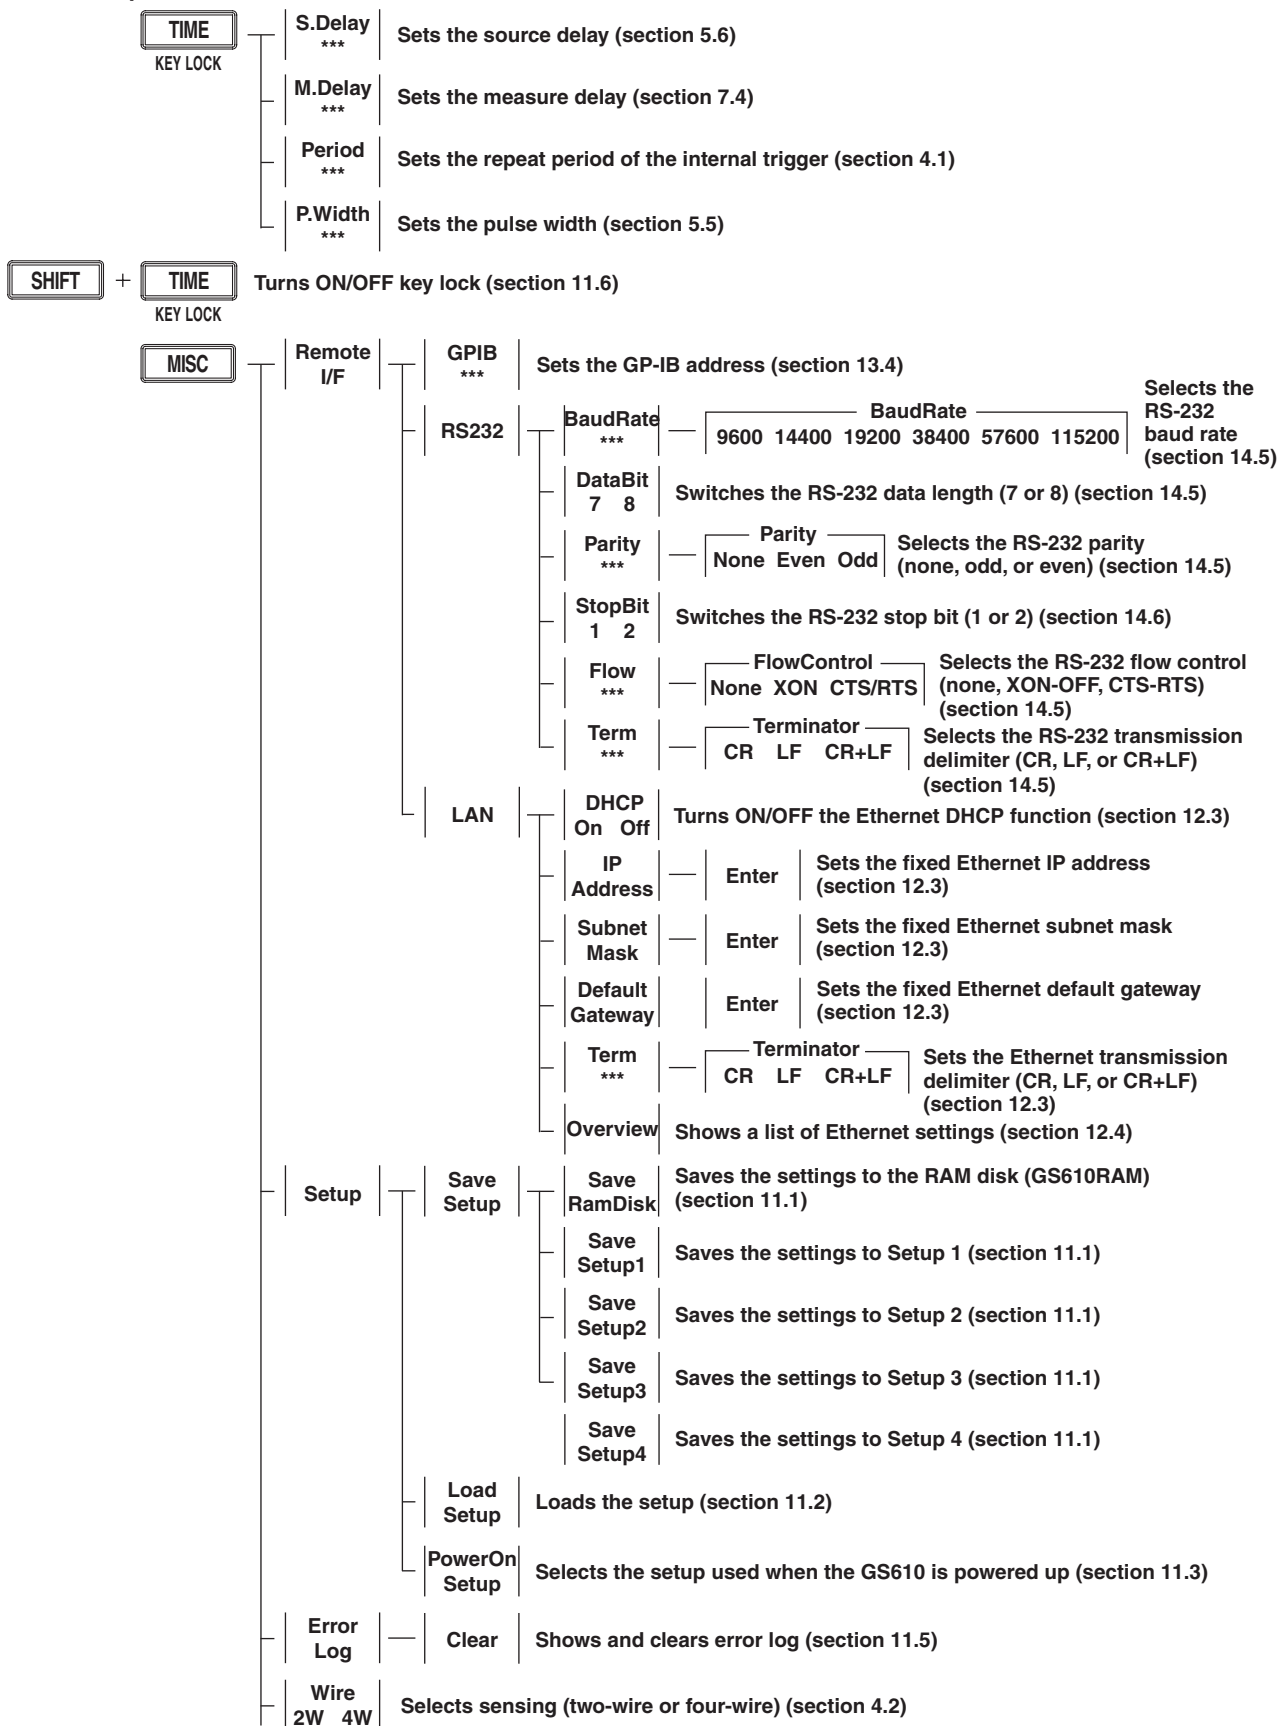 TIME
KEY LOCK
S.Delay
***
Sets the source delay (section 5.6)
M.Delay
***
Sets the measure delay (section 7.4)
Period
***
Sets the repeat period of the internal trigger (section 4.1)
P.Width
***
Sets the pulse width (section 5.5)
SHIFT + TIME
KEY LOCK
Turns ON/OFF key lock (section 11.6)
MISC
Remote
I/F
GPIB
***
Sets the GP-IB address (section 13.4)
RS232
BaudRate
***
BaudRate
9600 14400 19200 38400 57600 115200
Selects the
RS-232
baud rate
(section 14.5)
DataBit
7 8
Switches the RS-232 data length (7 or 8) (section 14.5)
Parity
***
Parity
None Even Odd
Selects the RS-232 parity
(none, odd, or even) (section 14.5)
StopBit
1 2
Switches the RS-232 stop bit (1 or 2) (section 14.6)
Flow
***
FlowControl
None XON CTS/RTS
Selects the RS-232 flow control
(none, XON-OFF, CTS-RTS)
(section 14.5)
Term
***
Terminator
CR LF CR+LF
Selects the RS-232 transmission
delimiter (CR, LF, or CR+LF)
(section 14.5)
LAN
DHCP
On Off
Turns ON/OFF the Ethernet DHCP function (section 12.3)
IP
Address
Enter
Sets the fixed Ethernet IP address
(section 12.3)
Subnet
Mask
Enter
Sets the fixed Ethernet subnet mask
(section 12.3)
Default
Gateway
Enter
Sets the fixed Ethernet default gateway
(section 12.3)
Term
***
Terminator
CR LF CR+LF
Sets the Ethernet transmission
delimiter (CR, LF, or CR+LF)
(section 12.3)
Overview
Shows a list of Ethernet settings (section 12.4)
Setup
Save
Setup
Save
RamDisk
Saves the settings to the RAM disk (GS610RAM)
(section 11.1)
Save
Setup1
Saves the settings to Setup 1 (section 11.1)
Save
Setup2
Saves the settings to Setup 2 (section 11.1)
Save
Setup3
Saves the settings to Setup 3 (section 11.1)
Save
Setup4
Saves the settings to Setup 4 (section 11.1)
Load
Setup
Loads the setup (section 11.2)
PowerOn
Setup
Selects the setup used when the GS610 is powered up (section 11.3)
Error
Log
Clear
Shows and clears error log (section 11.5)
Wire
2W 4W
Selects sensing (two-wire or four-wire) (section 4.2)